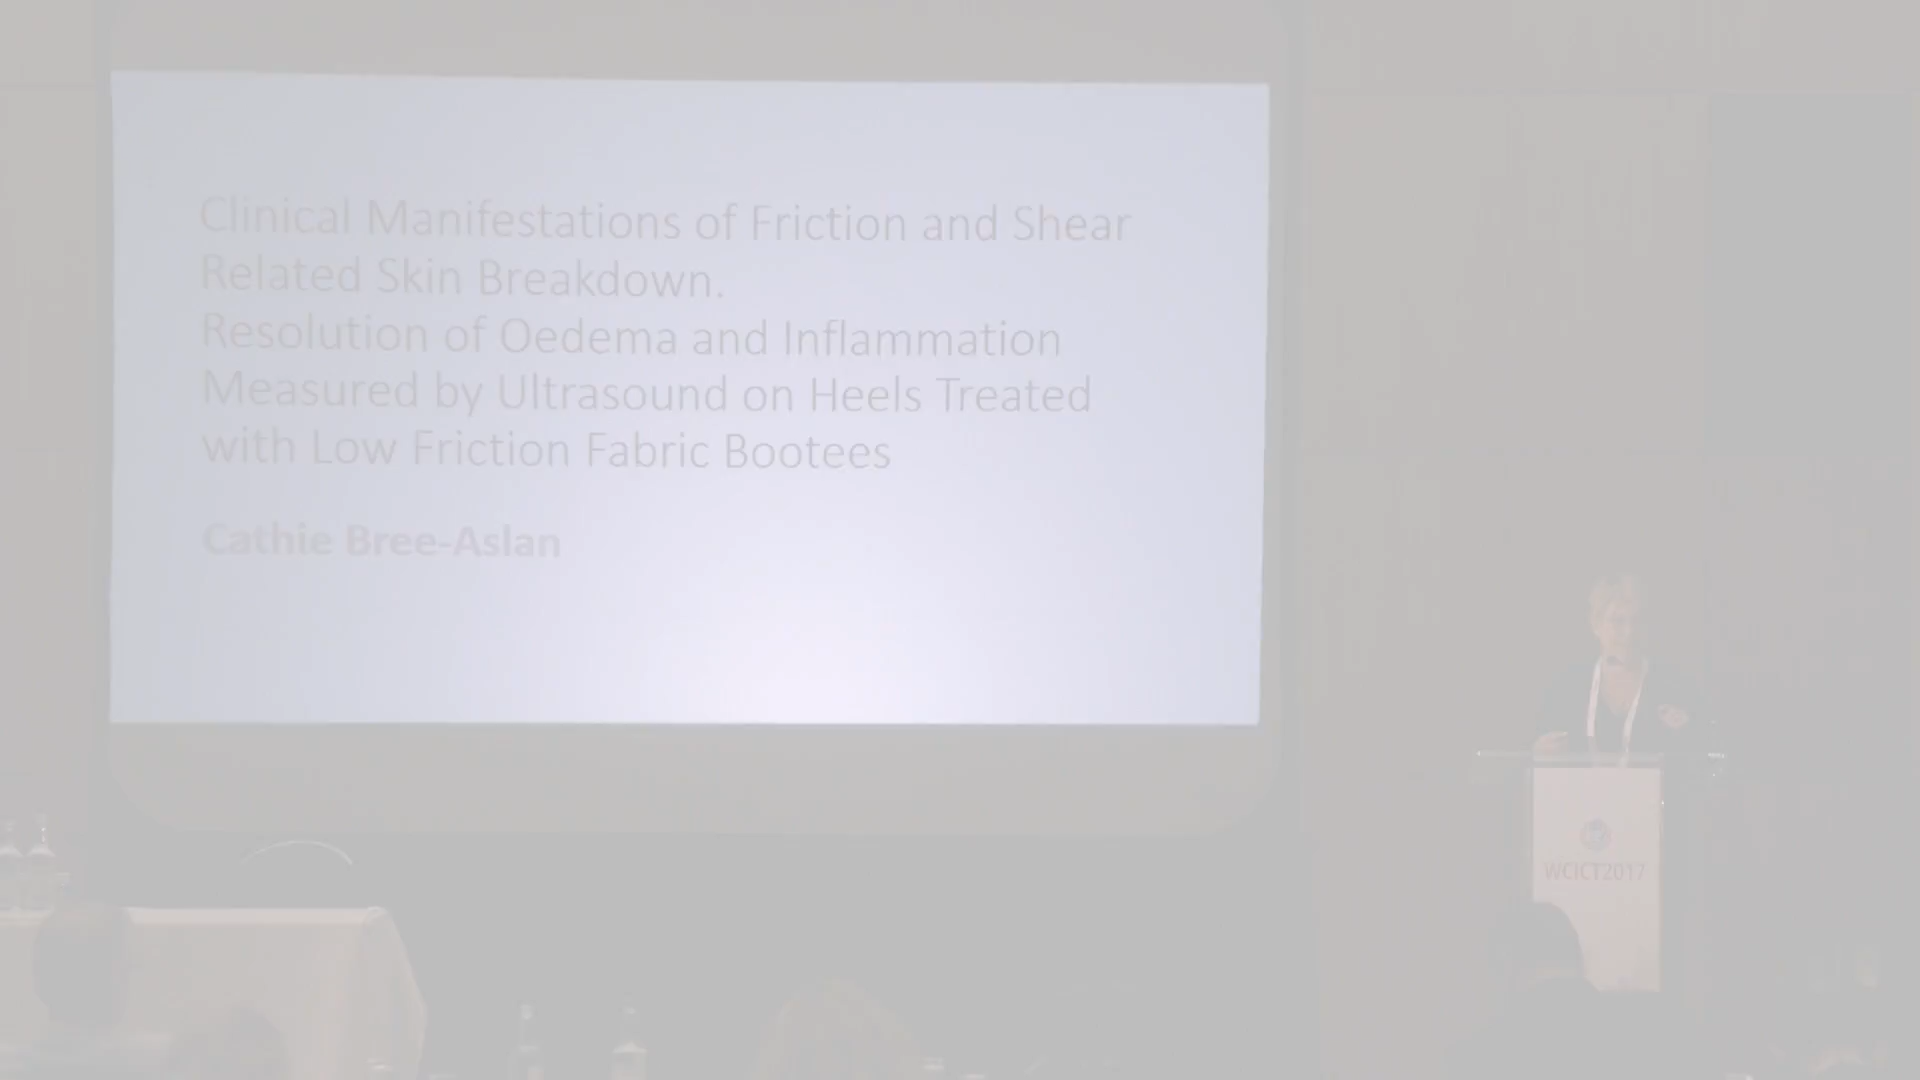 Clinical Manifestations of Friction and Shear
Related Skin Breakdown.
Resolution of Oedema and Inflammation
Measured by Ultrasound on Heels Treated
with Low Friction Fabric Bootees
Cathie Bree-Aslan
WCICT2017